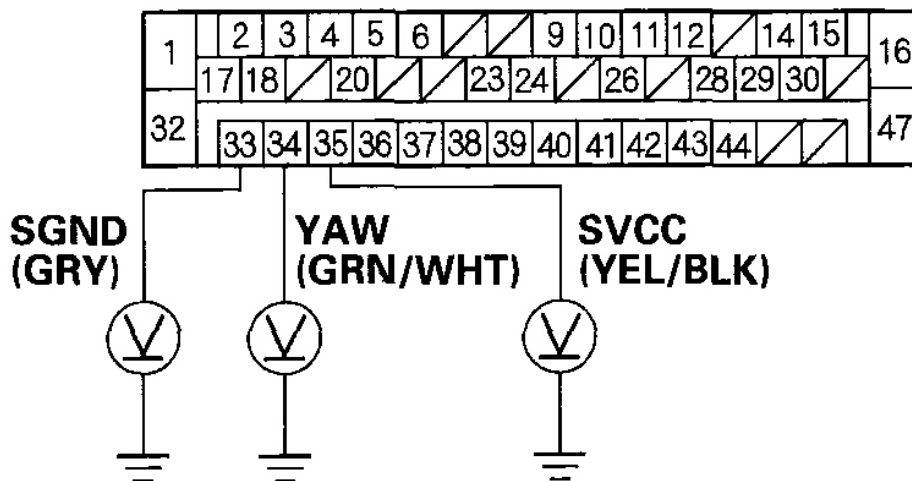 1 2 3 4 5 6 9 10 11 12 14 15 16
17 18 20 23 24 26 28 29 30
32 33 34 35 36 37 38 39 40 41 42 43 44 47
SGND
(GRY)
YAW
(GRN/WHT)
SVCC
(YEL/BLK)
V V V